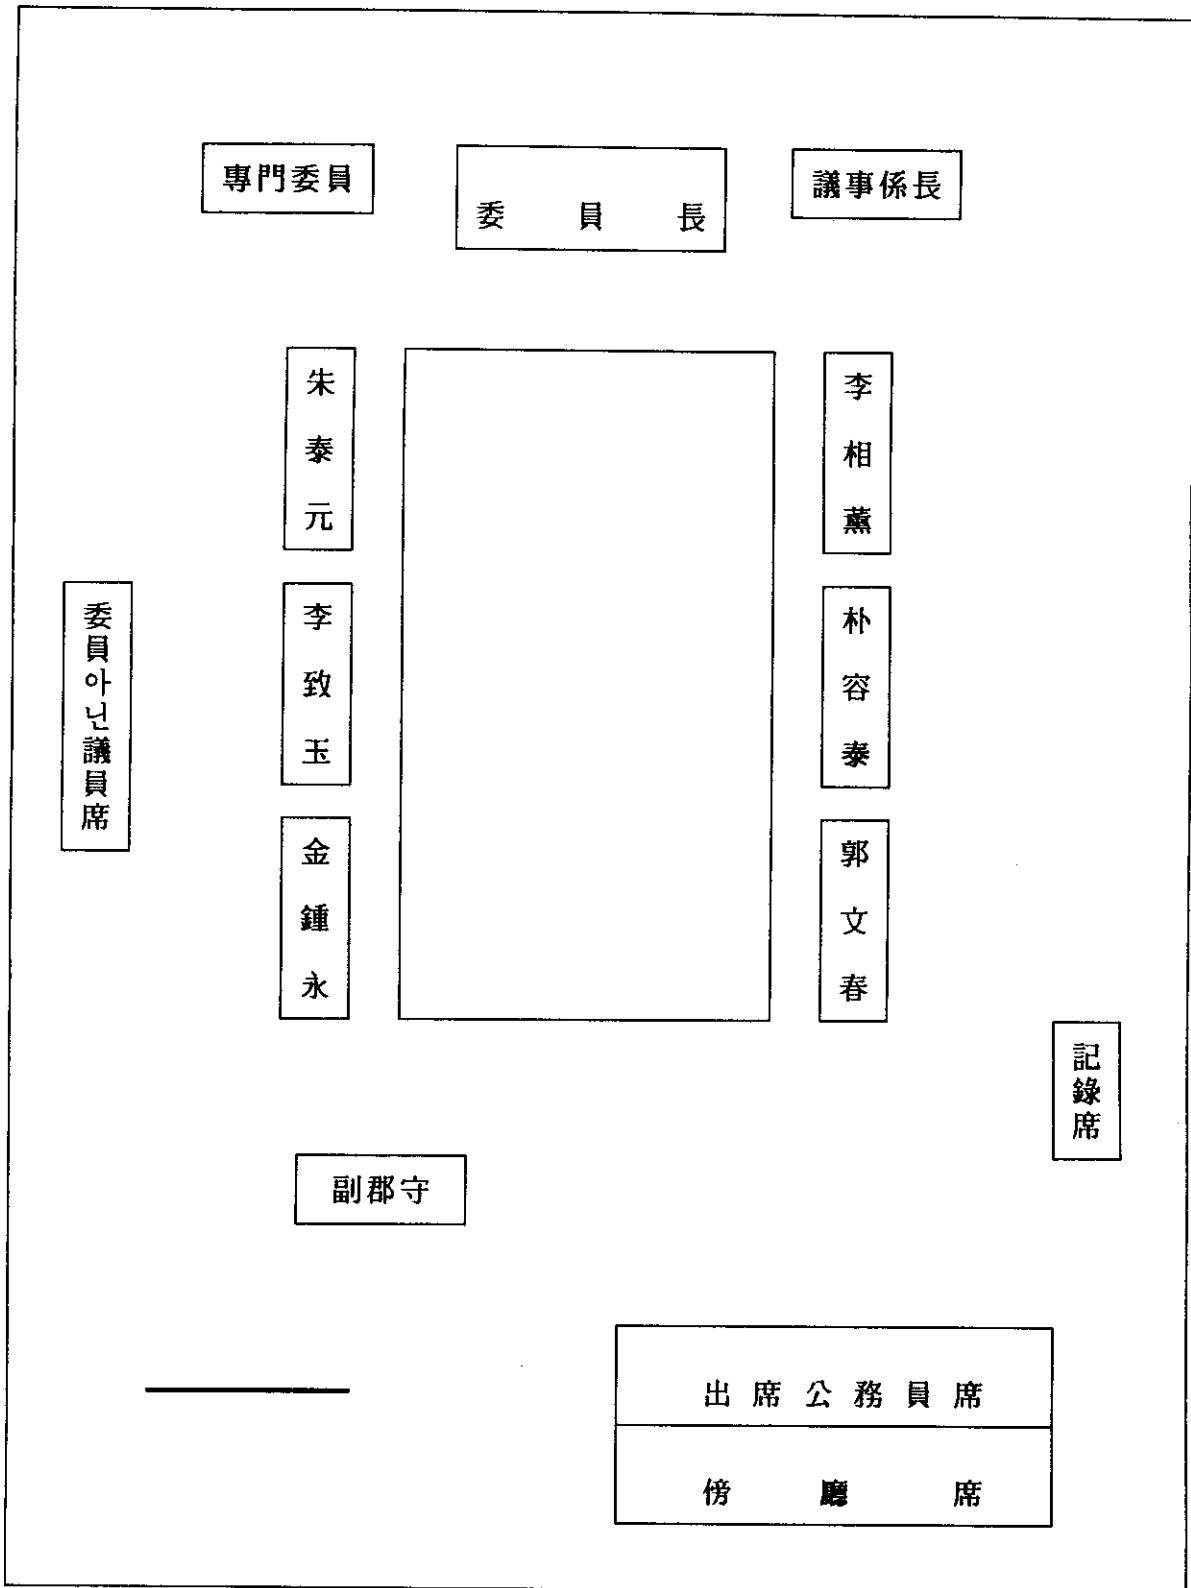 專門委員
委員長
議事係長
朱泰元
李相薰
李致玉
朴容泰
委員아닌議員席
金鍾永
郭文春
記錄席
副郡守
出席公務員席
傍廳席